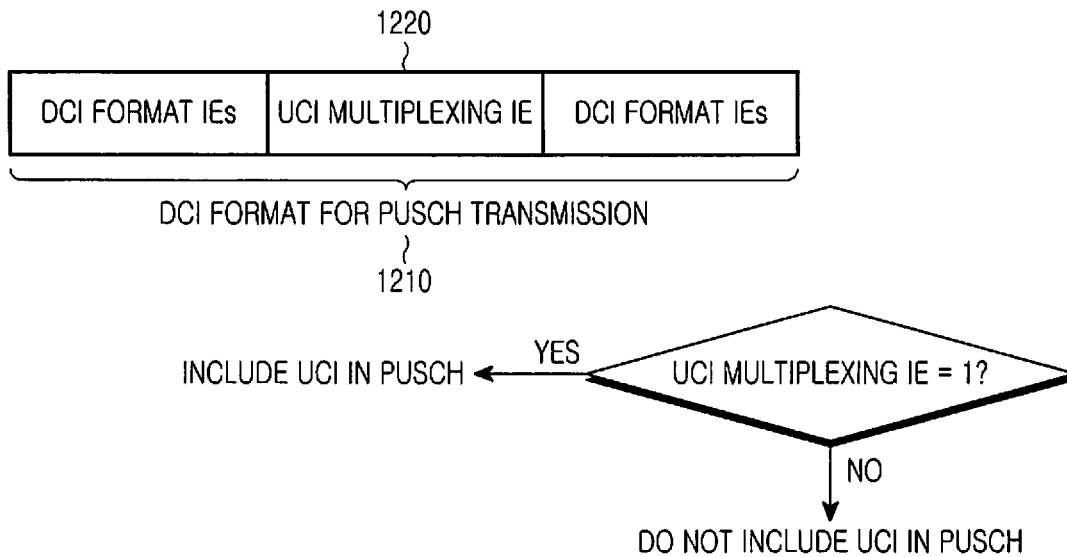 1220
DCI FORMAT IEs
UCI MULTIPLEXING IE
DCI FORMAT IEs
DCI FORMAT FOR PUSCH TRANSMISSION
1210
INCLUDE UCI IN PUSCH
YES
UCI MULTIPLEXING IE = 1?
NO
DO NOT INCLUDE UCI IN PUSCH